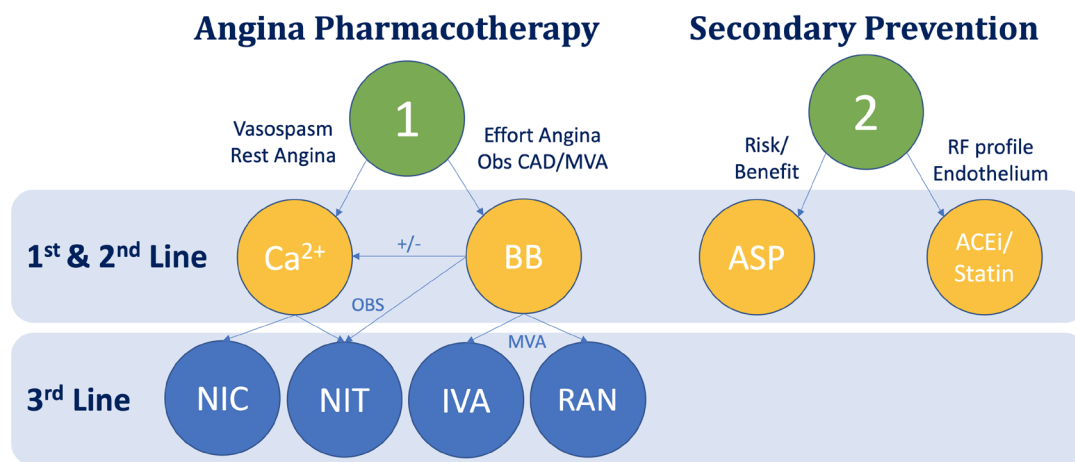 Angina Pharmacotherapy
Secondary Prevention
1
2
Vasospasm
Rest Angina
Effort Angina
Obs CAD/MVA
Risk/
Benefit
RF profile
Endothelium
1st & 2nd Line
Ca2+
+/-
BB
ASP
ACEi/
Statin
OBS
MVA
3rd Line
NIC
NIT
IVA
RAN